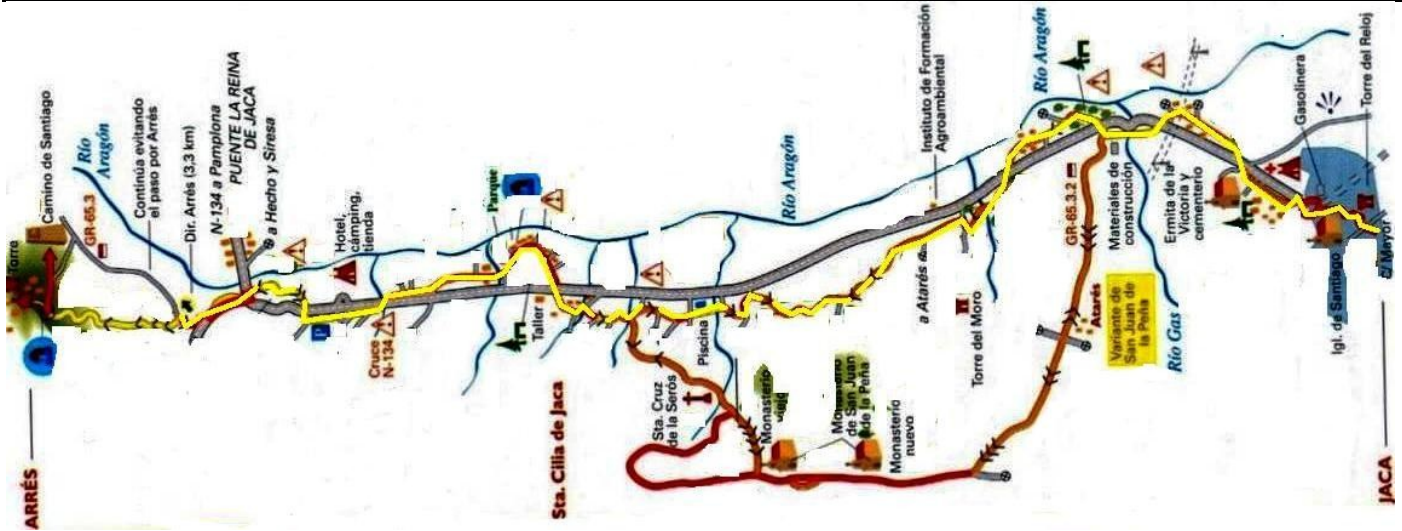 ARRÉS
Torre
Camino de Santiago
GR-65.3
Río
Aragón
Continúa evitando
el paso por Arrés
Dir. Arrés (3,3 km)
N-134 a Pamplona
PUENTE LA REINA
DE JACA
a Hecho y Siresa
Hotel,
cámping,
tienda
Cruce
N-134
Parque
Taller
Sta. Cilia de Jaca
Sta. Cruz
de la Serós
Piscina
Monasterio
viejo
Monasterio
de San Juan
de la Peña
Monasterio
nuevo
Río Aragón
a Atarés
Instituto de Formación
Agroambiental
Torre del Moro
Río Aragón
GR-65.3.2
Atarés
Materiales de
construcción
Variante de
San Juan de
la Peña
Río Gas
Ermita de la
Victoria y
cementerio
Gasolinera
Torre del Reloj
Igl. de Santiago
C/ Mayor
JACA